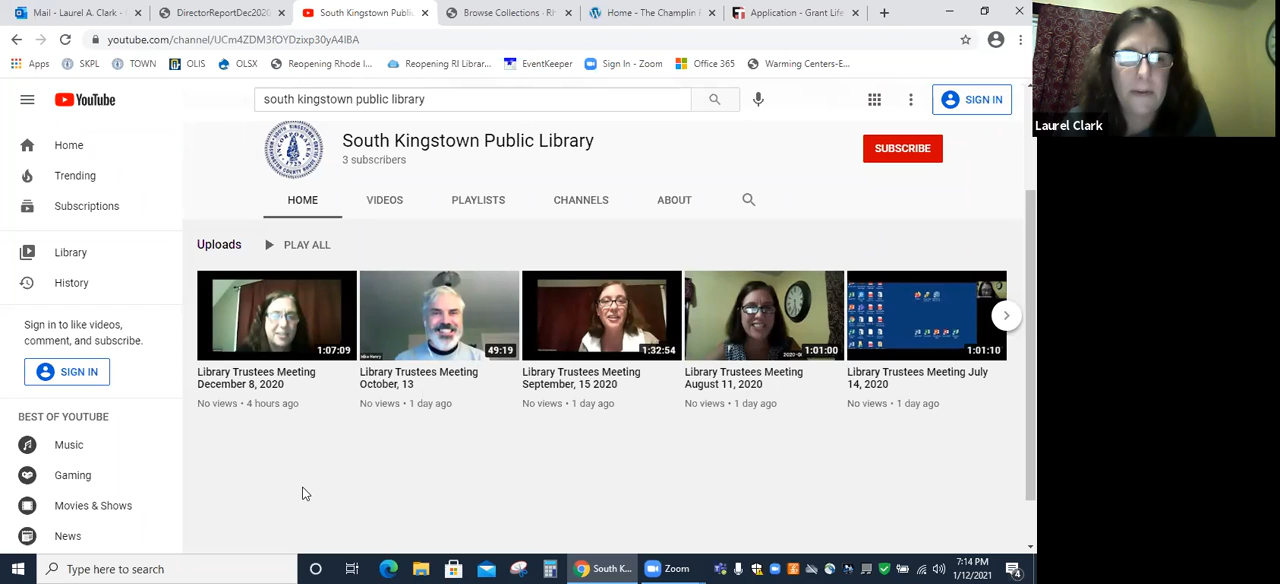 Mail - Laurel A. Clark -
DirectorReportDec2020
South Kingstown Public
Browse Collections - Rh
Home - The Champlin F
Application - Grant Life
youtube.com/channel/UCm4ZDM3fOYDzixp30yA4IBA
Apps SKPL TOWN OLIS OLSX Reopening Rhode I... Reopening RI Librar... EventKeeper Sign In - Zoom Office 365 Warming Centers-E...
YouTube
south kingstown public library
SIGN IN
Laurel Clark
Home
Trending
Subscriptions
Library
History
Sign in to like videos,
comment, and subscribe.
SIGN IN
BEST OF YOUTUBE
Music
Gaming
Movies & Shows
News
South Kingstown Public Library
3 subscribers
SUBSCRIBE
HOME VIDEOS PLAYLISTS CHANNELS ABOUT
Uploads PLAY ALL
1:07:09
Library Trustees Meeting
December 8, 2020
No views • 4 hours ago
49:19
Library Trustees Meeting
October, 13
No views • 1 day ago
1:32:54
Library Trustees Meeting
September, 15 2020
No views • 1 day ago
1:01:00
Library Trustees Meeting
August 11, 2020
No views • 1 day ago
1:01:10
Library Trustees Meeting July
14, 2020
No views • 1 day ago
Type here to search
South K...
Zoom
7:14 PM
1/12/2021
4